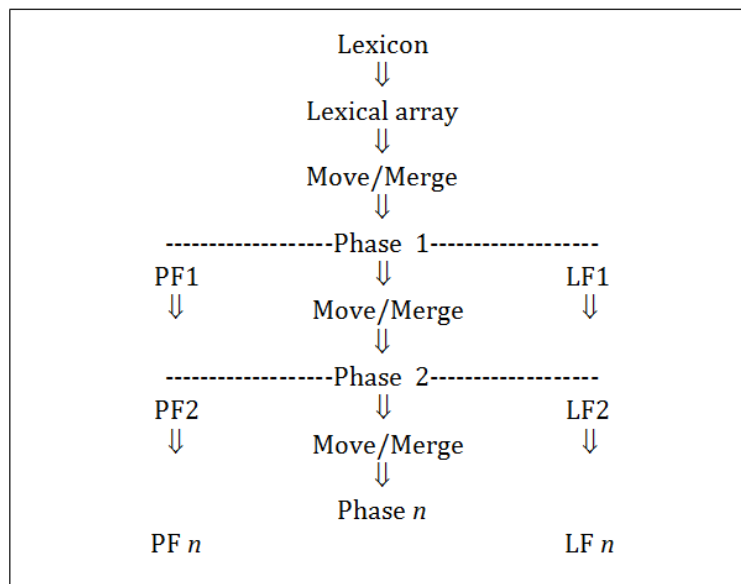 Lexicon
⇓
Lexical array
⇓
Move/Merge
⇓
-------------------Phase 1-------------------
PF1 ⇓ LF1
⇓ Move/Merge ⇓
⇓
-------------------Phase 2-------------------
PF2 ⇓ LF2
⇓ Move/Merge ⇓
⇓
Phase n
PF n LF n